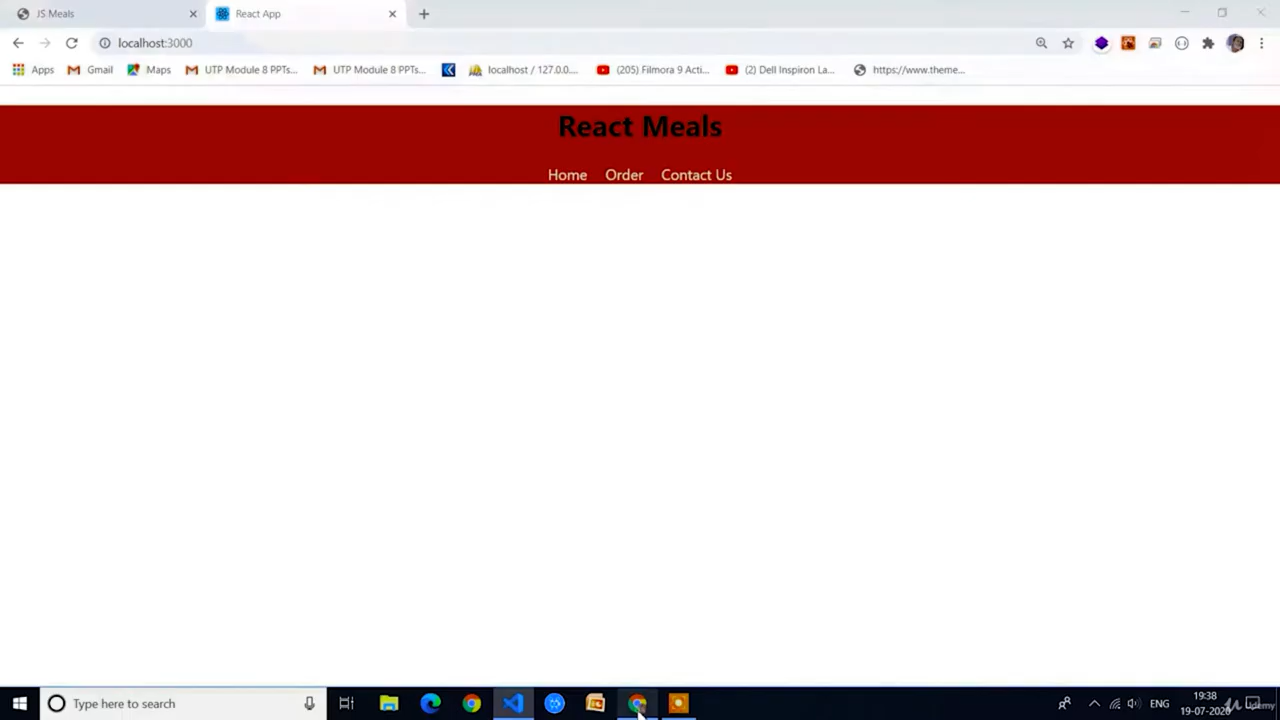 JS Meals
React App
localhost:3000
Apps
Gmail
Maps
UTP Module 8 PPTs...
UTP Module 8 PPTs...
localhost / 127.0.0....
(205) Filmora 9 Acti...
(2) Dell Inspiron La...
https://www.theme...
React Meals
Home Order Contact Us
Type here to search
ENG
19:38
19-07-2020
Udemy